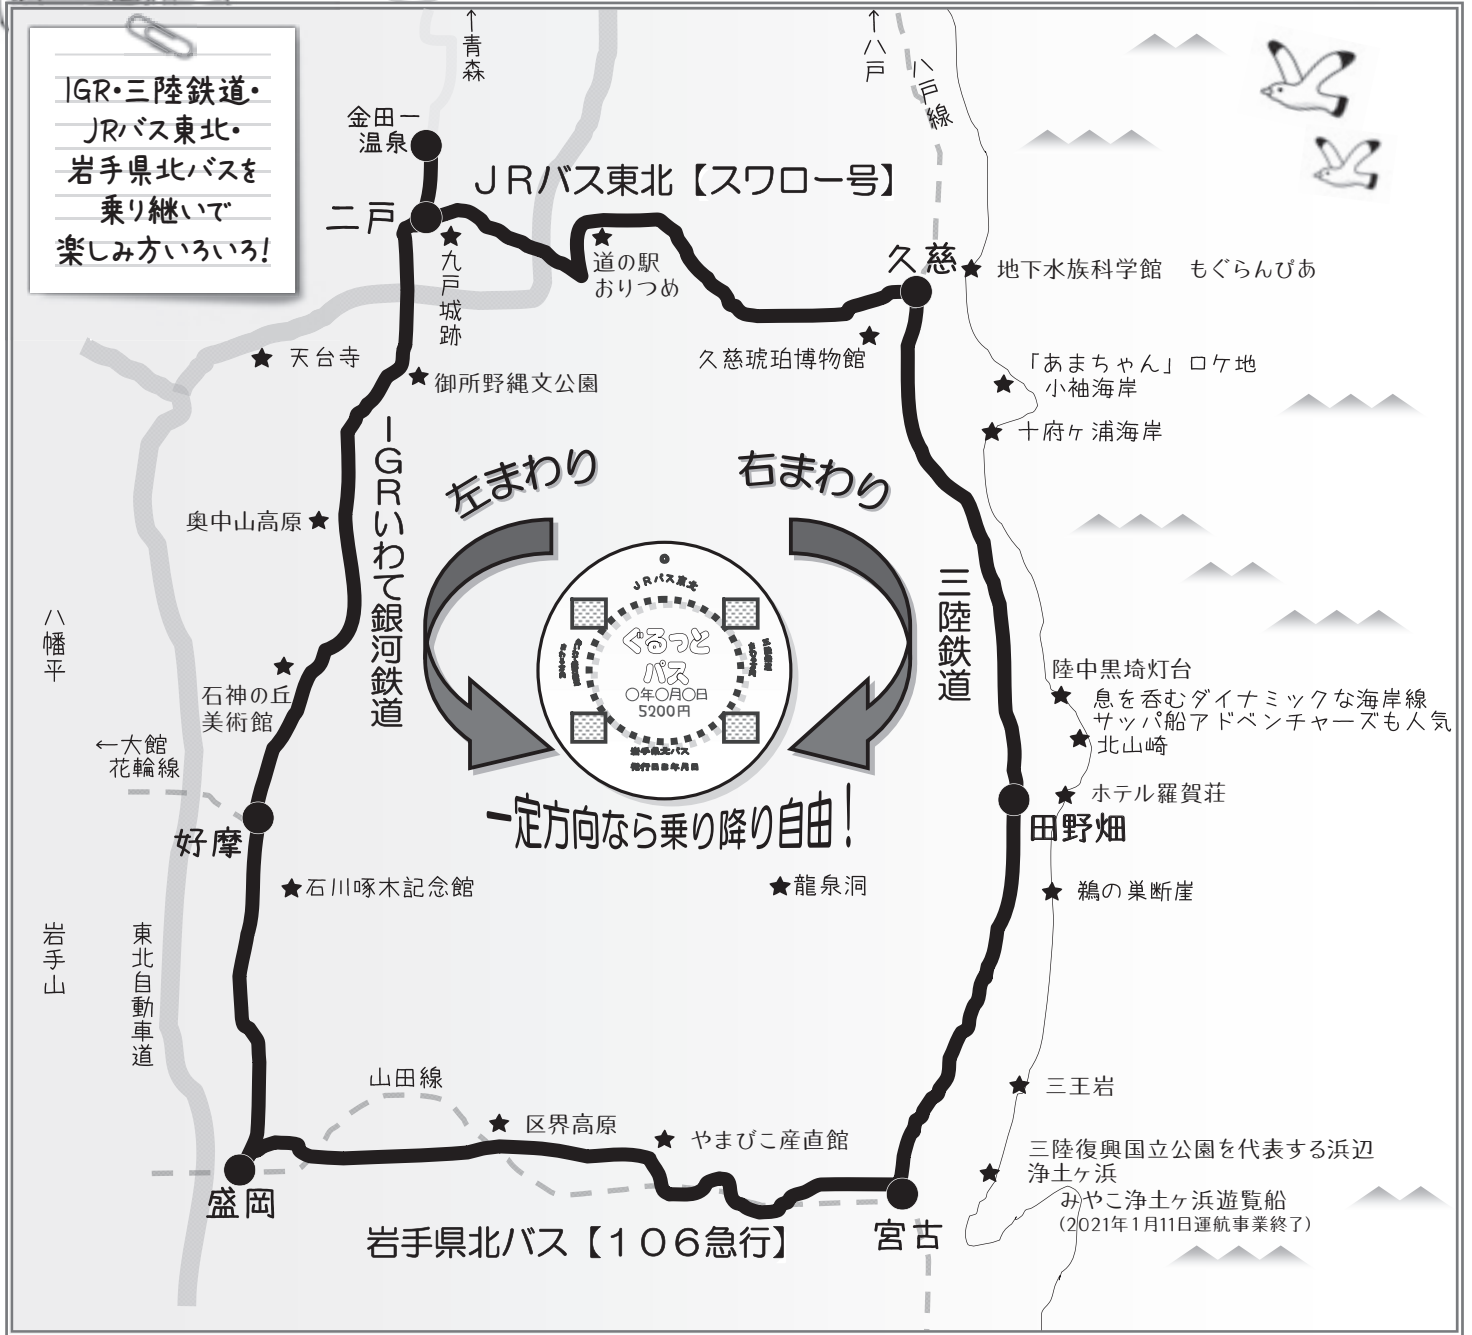 IGR・三陸鉄道・
JRバス東北・
岩手県北バスを
乗り継いで
楽しみ方いろいろ!
↑青森
↑八戸
八戸線
金田一
温泉
JRバス東北【スワロー号】
二戸
九戸城跡
道の駅
おりつめ
久慈
地下水族科学館 もぐらんぴあ
久慈琥珀博物館
天台寺
御所野縄文公園
「あまちゃん」ロケ地
小袖海岸
十府ヶ浦海岸
IGRいわて銀河鉄道
左まわり
右まわり
奥中山高原
三陸鉄道
JRバス東北
ぐるっと
パス
〇年〇月〇日
5200円
岩手県北バス
八幡平
石神の丘
美術館
←大館
花輪線
陸中黒埼灯台
息を呑むダイナミックな海岸線
サッパ船アドベンチャーズも人気
北山崎
ホテル羅賀荘
好摩
一定方向なら乗り降り自由!
田野畑
石川啄木記念館
龍泉洞
鵜の巣断崖
岩手山
東北自動車道
山田線
三王岩
区界高原
やまびこ産直館
三陸復興国立公園を代表する浜辺
浄土ヶ浜
みやこ浄土ヶ浜遊覧船
(2021年1月11日運航事業終了)
盛岡
宮古
岩手県北バス【106急行】